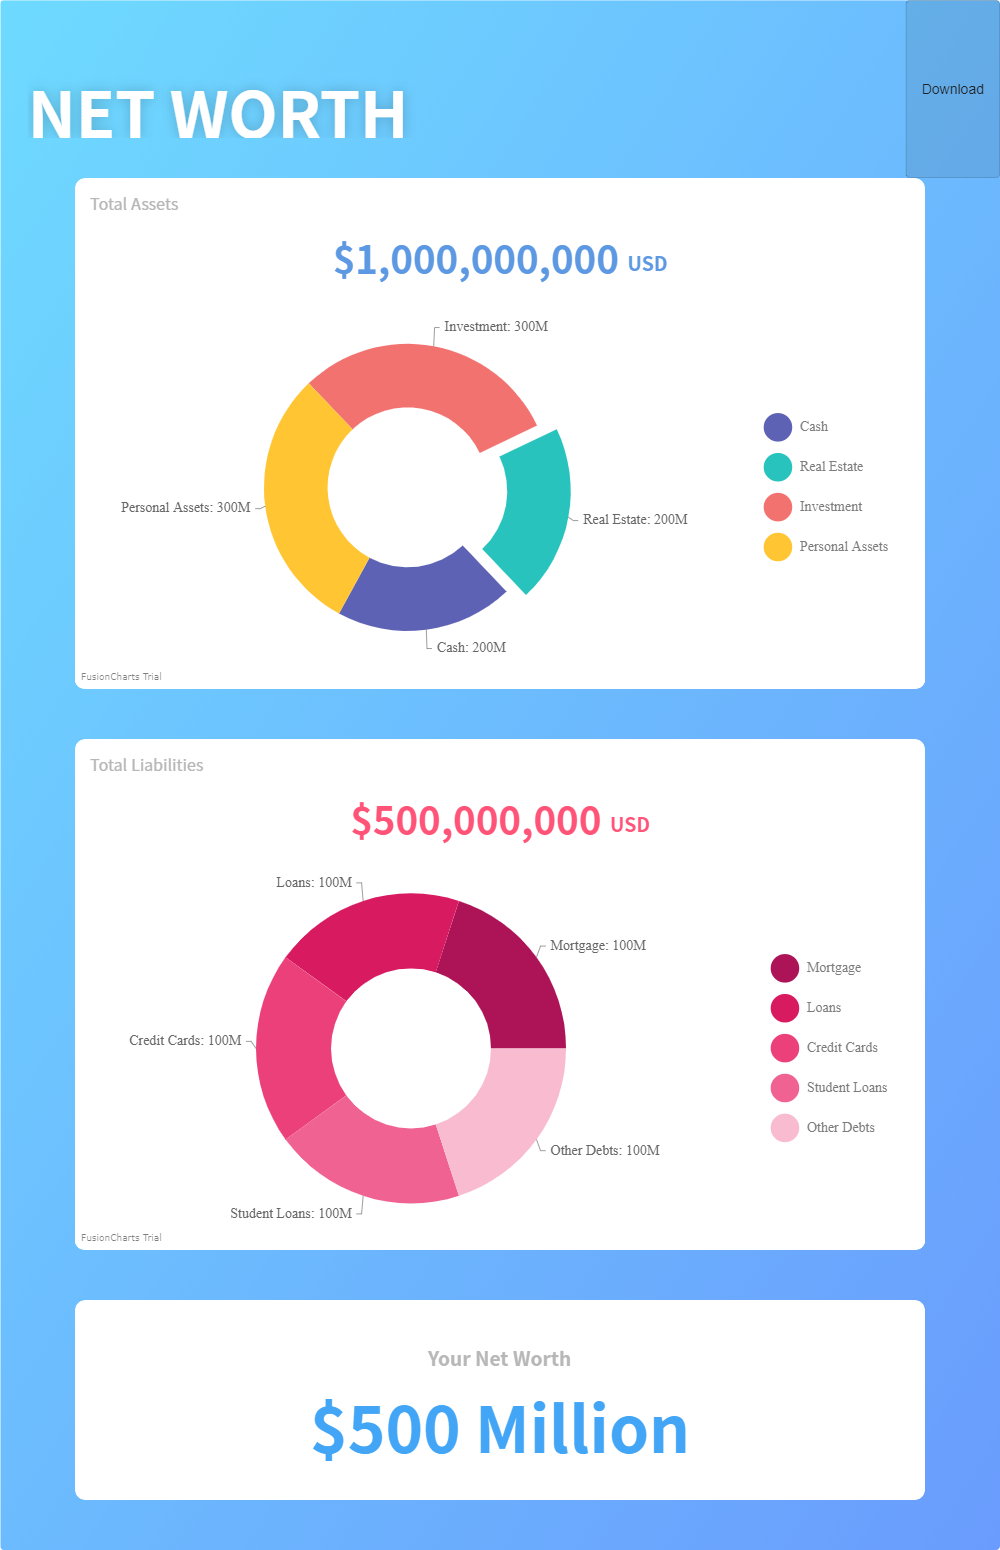 Download
NET WORTH
Total Assets
$1,000,000,000 USD
Investment: 300M
Personal Assets: 300M
Real Estate: 200M
Cash: 200M
Cash
Real Estate
Investment
Personal Assets
FusionCharts Trial
Total Liabilities
$500,000,000 USD
Loans: 100M
Mortgage: 100M
Credit Cards: 100M
Other Debts: 100M
Student Loans: 100M
Mortgage
Loans
Credit Cards
Student Loans
Other Debts
FusionCharts Trial
Your Net Worth
$500 Million